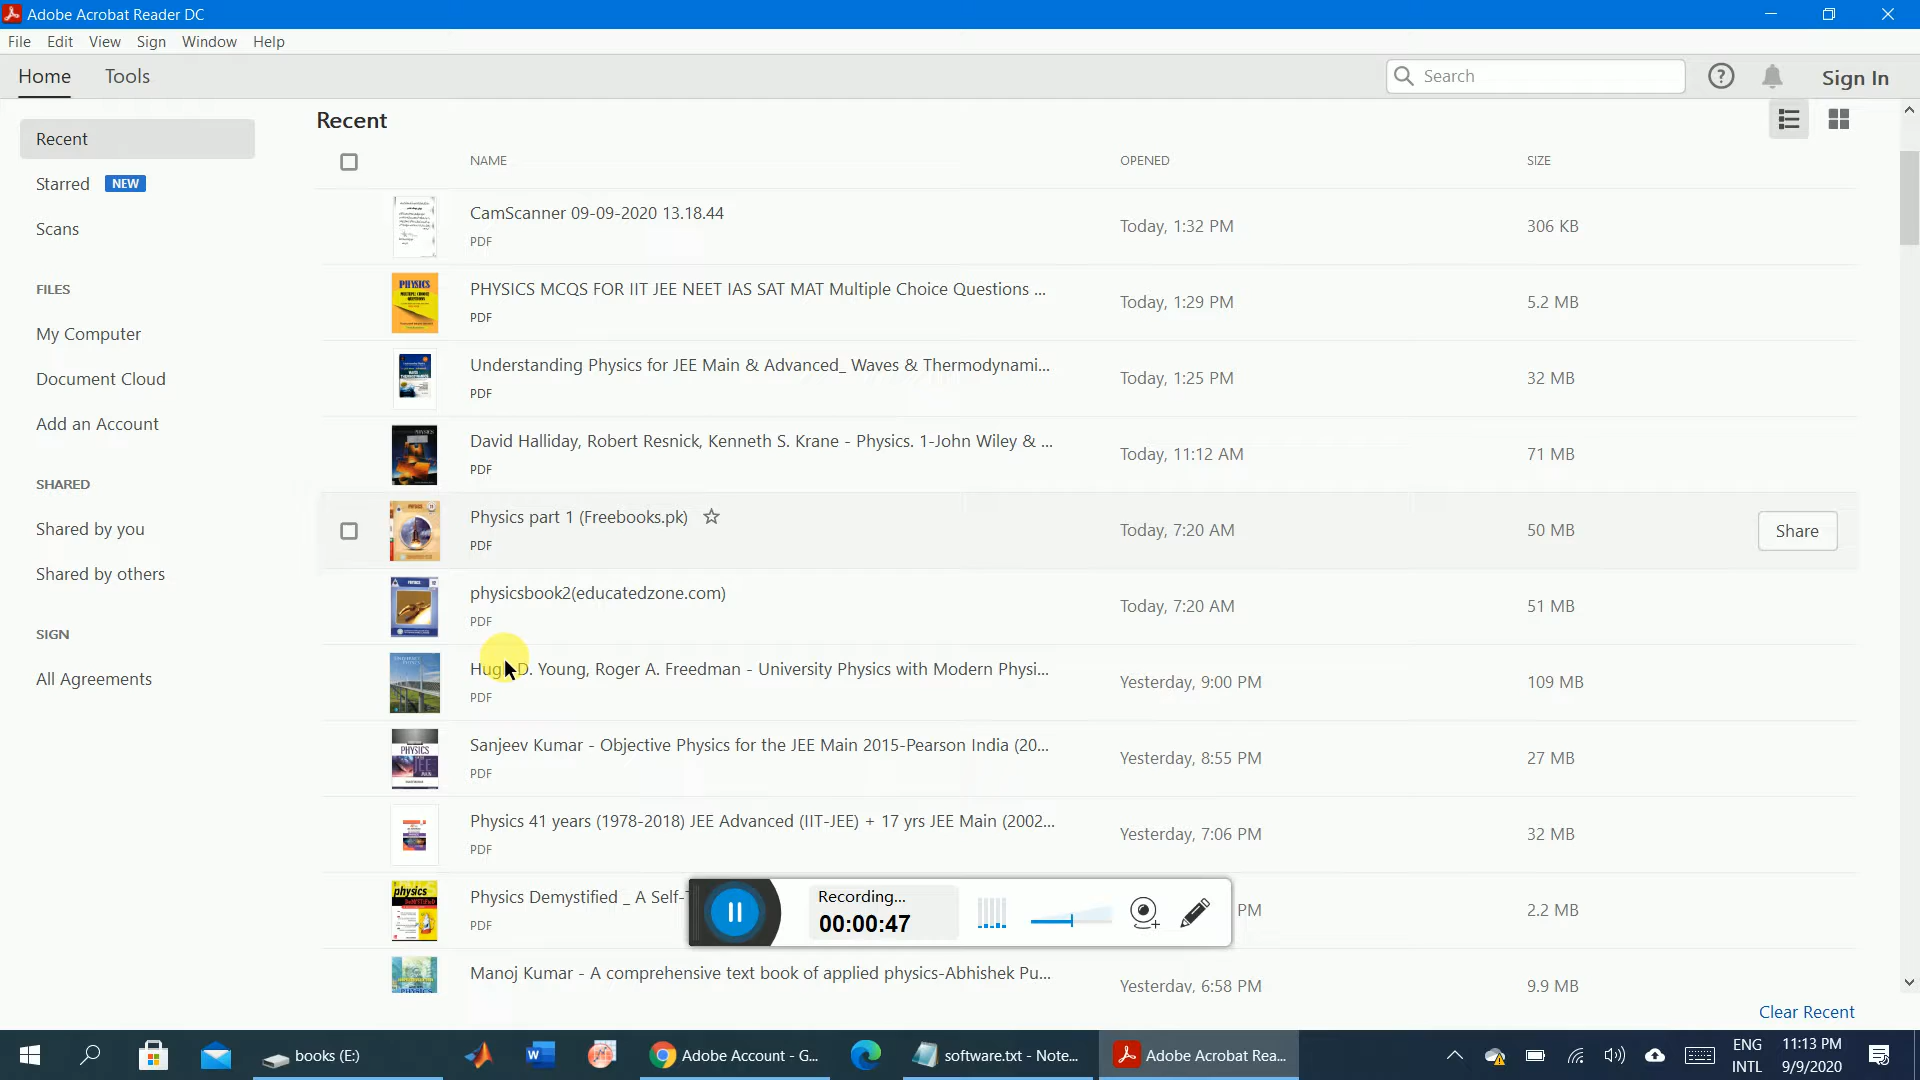 Adobe Acrobat Reader DC
File Edit View Sign Window Help
Home Tools
Search
Sign In
Recent
Starred NEW
Scans
FILES
My Computer
Document Cloud
Add an Account
SHARED
Shared by you
Shared by others
SIGN
All Agreements
Recent
NAME OPENED SIZE
CamScanner 09-09-2020 13.18.44
PDF
Today, 1:32 PM
306 KB
PHYSICS
PHYSICS MCQS FOR IIT JEE NEET IAS SAT MAT Multiple Choice Questions ...
PDF
Today, 1:29 PM
5.2 MB
Understanding Physics for JEE Main & Advanced_ Waves & Thermodynami...
PDF
Today, 1:25 PM
32 MB
David Halliday, Robert Resnick, Kenneth S. Krane - Physics. 1-John Wiley & ...
PDF
Today, 11:12 AM
71 MB
Physics part 1 (Freebooks.pk)
PDF
Today, 7:20 AM
50 MB
Share
physicsbook2(educatedzone.com)
PDF
Today, 7:20 AM
51 MB
Hugh D. Young, Roger A. Freedman - University Physics with Modern Physi...
PDF
Yesterday, 9:00 PM
109 MB
PHYSICS
JEE
Sanjeev Kumar - Objective Physics for the JEE Main 2015-Pearson India (20...
PDF
Yesterday, 8:55 PM
27 MB
Physics 41 years (1978-2018) JEE Advanced (IIT-JEE) + 17 yrs JEE Main (2002...
PDF
Yesterday, 7:06 PM
32 MB
physics
DeMYSTiFieD
Physics Demystified _ A Self-
PDF
PM
2.2 MB
Recording...
00:00:47
Manoj Kumar - A comprehensive text book of applied physics-Abhishek Pu...
Yesterday, 6:58 PM
9.9 MB
Clear Recent
books (E:)
Adobe Account - G...
software.txt - Note...
Adobe Acrobat Rea...
ENG
INTL
11:13 PM
9/9/2020